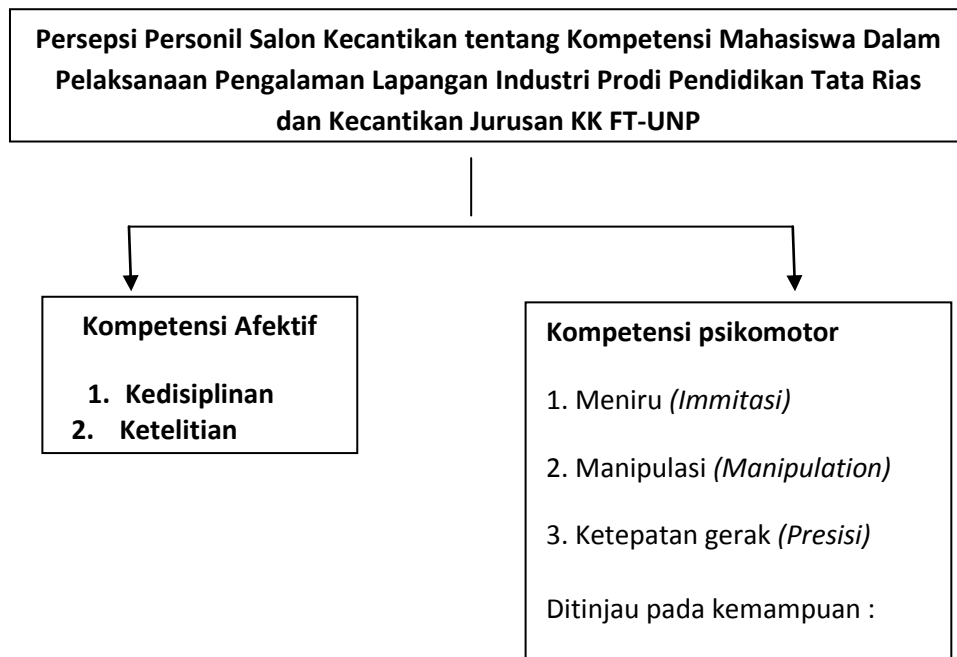 Persepsi Personil Salon Kecantikan tentang Kompetensi Mahasiswa Dalam
Pelaksanaan Pengalaman Lapangan Industri Prodi Pendidikan Tata Rias
dan Kecantikan Jurusan KK FT-UNP
Kompetensi Afektif
1. Kedisiplinan
2. Ketelitian
Kompetensi psikomotor
1. Meniru (Immitasi)
2. Manipulasi (Manipulation)
3. Ketepatan gerak (Presisi)
Ditinjau pada kemampuan :